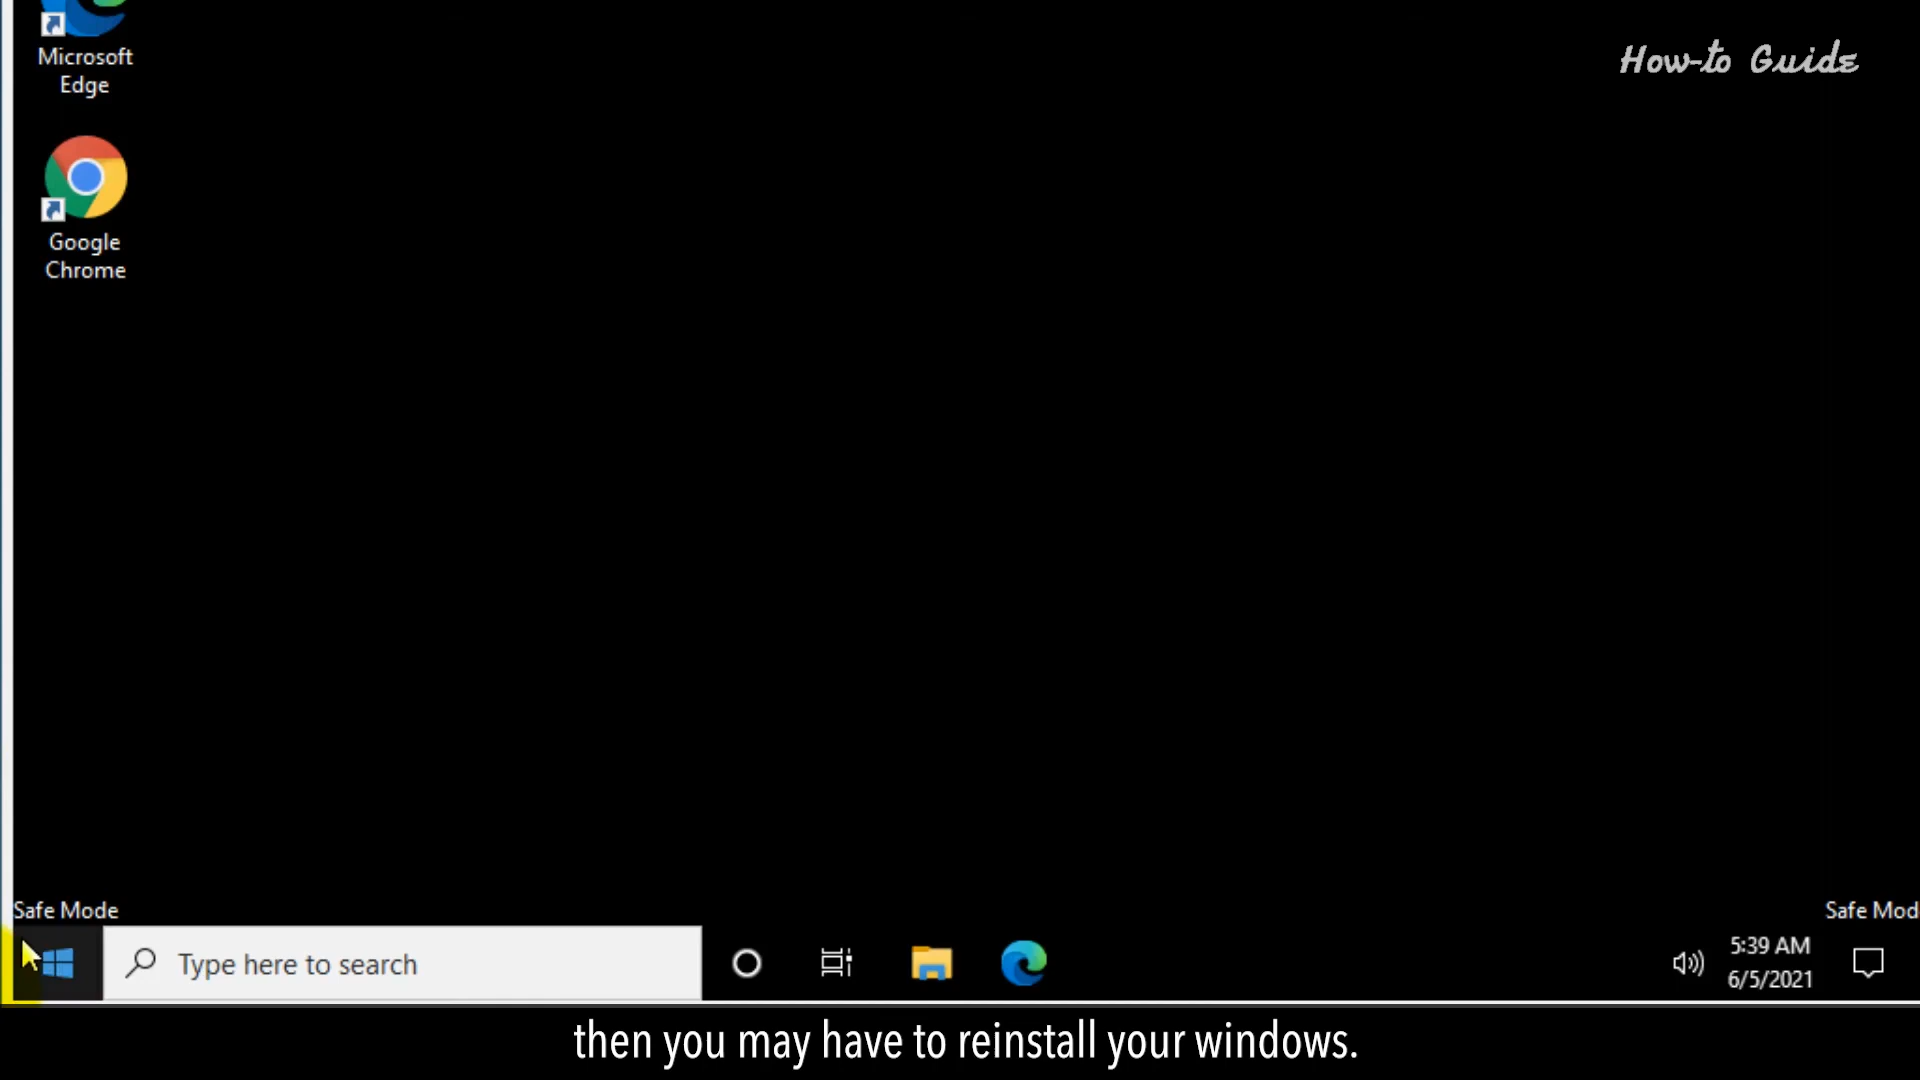 Microsoft
Edge
How-to Guide
Google
Chrome
Safe Mode
Safe Mod
Type here to search
5:39 AM
6/5/2021
then you may have to reinstall your windows.